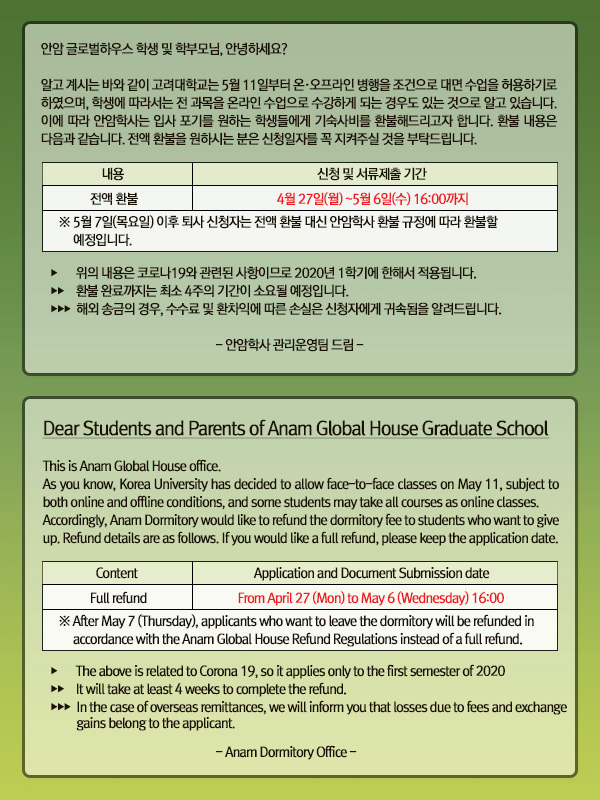 안암 글로벌하우스 학생 및 학부모님, 안녕하세요?
알고 계시는 바와 같이 고려대학교는 5월 11일부터 온·오프라인 병행을 조건으로 대면 수업을 허용하기로
하였으며, 학생에 따라서는 전 과목을 온라인 수업으로 수강하게 되는 경우도 있는 것으로 알고 있습니다.
이에 따라 안암학사는 입사 포기를 원하는 학생들에게 기숙사비를 환불해드리고자 합니다. 환불 내용은
다음과 같습니다. 전액 환불을 원하시는 분은 신청일자를 꼭 지켜주실 것을 부탁드립니다.
내용 신청 및 서류제출 기간
전액 환불 4월 27일(월) ~5월 6일(수) 16:00까지
※ 5월 7일(목요일) 이후 퇴사 신청자는 전액 환불 대신 안암학사 환불 규정에 따라 환불할
예정입니다.
▶ 위의 내용은 코로나19와 관련된 사항이므로 2020년 1학기에 한해서 적용됩니다.
▶▶ 환불 완료까지는 최소 4주의 기간이 소요될 예정입니다.
▶▶▶ 해외 송금의 경우, 수수료 및 환차익에 따른 손실은 신청자에게 귀속됨을 알려드립니다.
– 안암학사 관리운영팀 드림 –
Dear Students and Parents of Anam Global House Graduate School
This is Anam Global House office.
As you know, Korea University has decided to allow face-to-face classes on May 11, subject to
both online and offline conditions, and some students may take all courses as online classes.
Accordingly, Anam Dormitory would like to refund the dormitory fee to students who want to give
up. Refund details are as follows. If you would like a full refund, please keep the application date.
Content Application and Document Submission date
Full refund From April 27 (Mon) to May 6 (Wednesday) 16:00
※ After May 7 (Thursday), applicants who want to leave the dormitory will be refunded in
accordance with the Anam Global House Refund Regulations instead of a full refund.
▶ The above is related to Corona 19, so it applies only to the first semester of 2020
▶▶ It will take at least 4 weeks to complete the refund.
▶▶▶ In the case of overseas remittances, we will inform you that losses due to fees and exchange
gains belong to the applicant.
– Anam Dormitory Office –